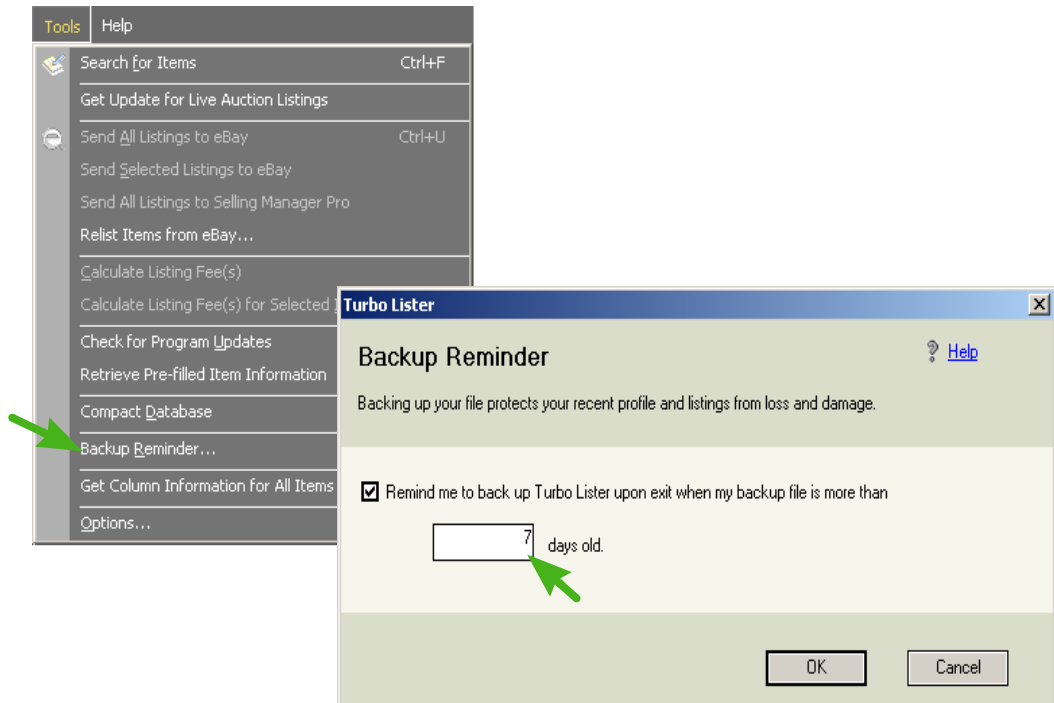 Tools Help
Search for Items Ctrl+F
Get Update for Live Auction Listings
Send All Listings to eBay Ctrl+U
Send Selected Listings to eBay
Send All Listings to Selling Manager Pro
Relist Items from eBay...
Calculate Listing Fee(s)
Calculate Listing Fee(s) for Selected
Check for Program Updates
Retrieve Pre-filled Item Information
Compact Database
Backup Reminder...
Get Column Information for All Items
Options...
Turbo Lister
Backup Reminder
? Help
Backing up your file protects your recent profile and listings from loss and damage.
Remind me to back up Turbo Lister upon exit when my backup file is more than
7 days old.
OK Cancel